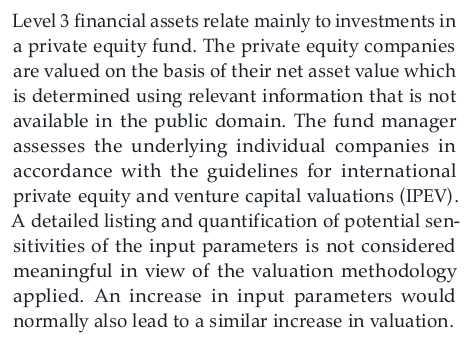 Level 3 financial assets relate mainly to investments in
a private equity fund. The private equity companies
are valued on the basis of their net asset value which
is determined using relevant information that is not
available in the public domain. The fund manager
assesses the underlying individual companies in
accordance with the guidelines for international
private equity and venture capital valuations (IPEV).
A detailed listing and quantification of potential sen-
sitivities of the input parameters is not considered
meaningful in view of the valuation methodology
applied. An increase in input parameters would
normally also lead to a similar increase in valuation.